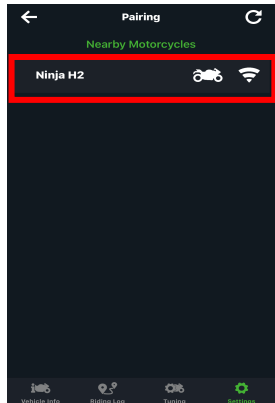 Pairing
Nearby Motorcycles
Ninja H2
Vehicle Info
Riding Log
Tuning
Settings